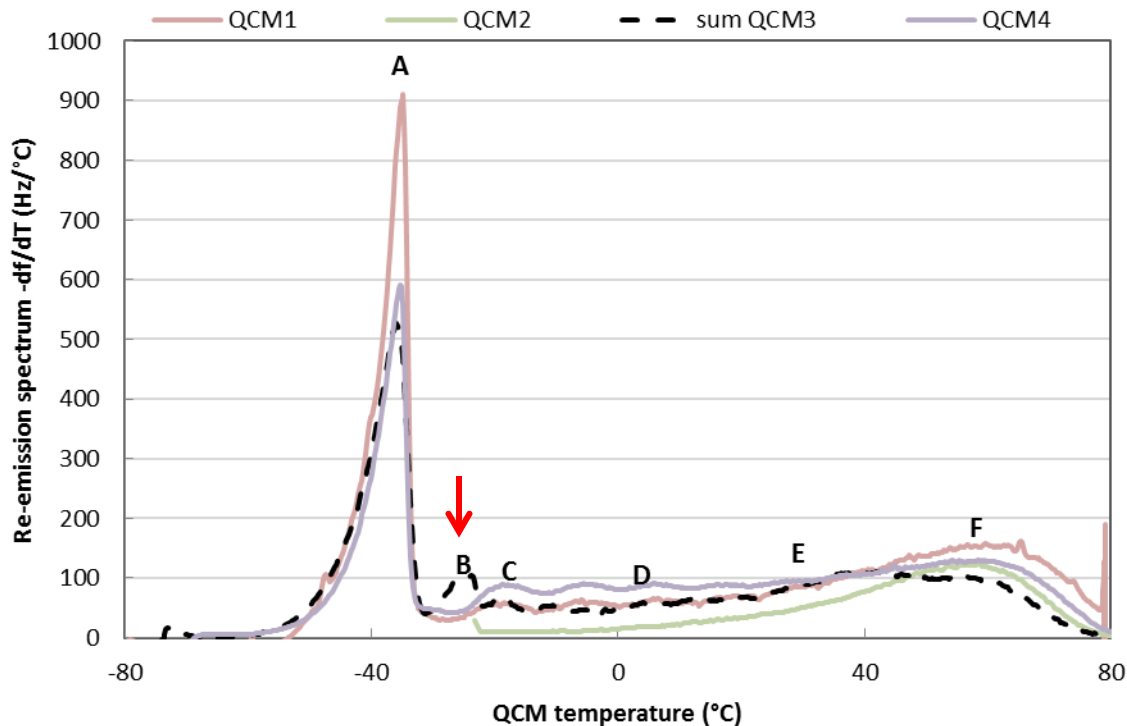 QCM1 QCM2 sum QCM3 QCM4
Re-emission spectrum -df/dT (Hz/°C)
1000
900
800
700
600
500
400
300
200
100
0
A
B
C
D
E
F
-80 -40 0 40 80
QCM temperature (°C)